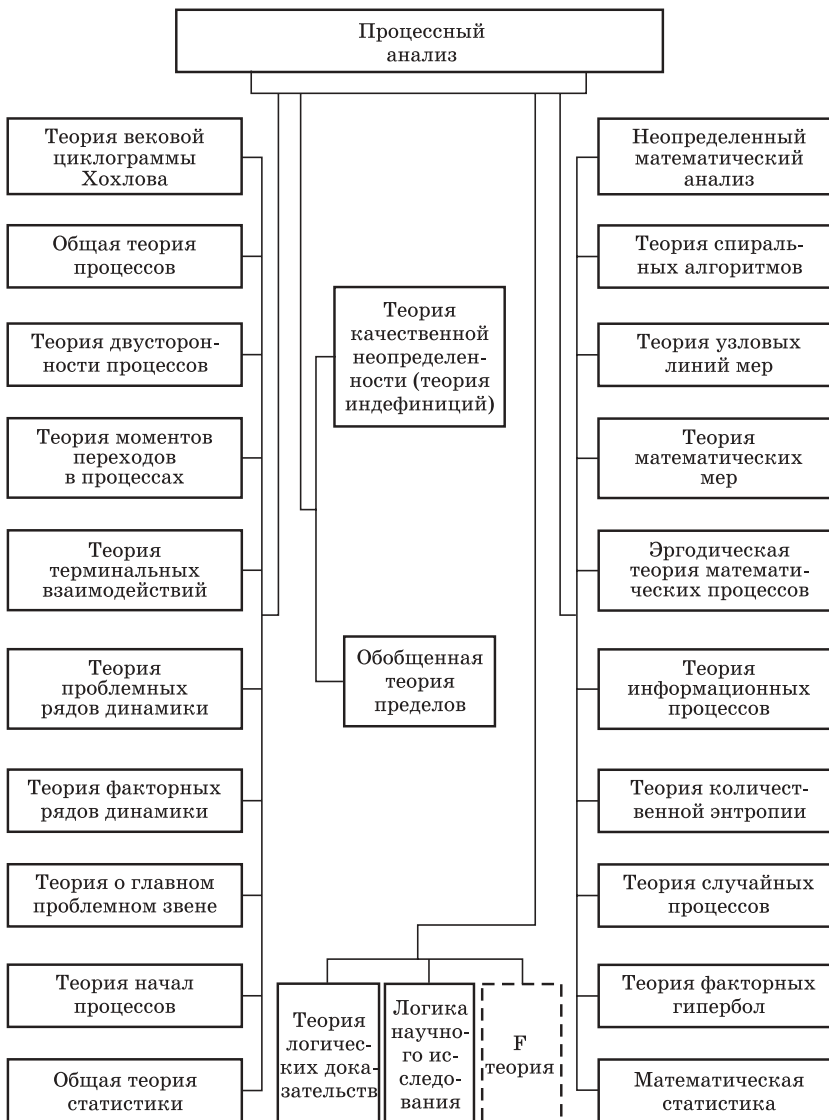 Процессный
анализ
Теория вековой
циклограммы
Хохлова
Общая теория
процессов
Теория двусторон-
ности процессов
Теория моментов
переходов
в процессах
Теория
терминальных
взаимодействий
Теория
проблемных
рядов динамики
Теория факторных
рядов динамики
Теория о главном
проблемном звене
Теория начал
процессов
Общая теория
статистики
Теория
качественной
неопределен-
ности (теория
индефиниций)
Обобщенная
теория
пределов
Теория
логичес-
ких дока-
зательств
Логика
научного
го ис-
следо-
вания
F
теория
Неопределенный
математический
анализ
Теория спираль-
ных алгоритмов
Теория узловых
линий мер
Теория
математических
мер
Эргодическая
теория математи-
ческих процессов
Теория
информационных
процессов
Теория количест-
венной энтропии
Теория случайных
процессов
Теория факторных
гипербол
Математическая
статистика